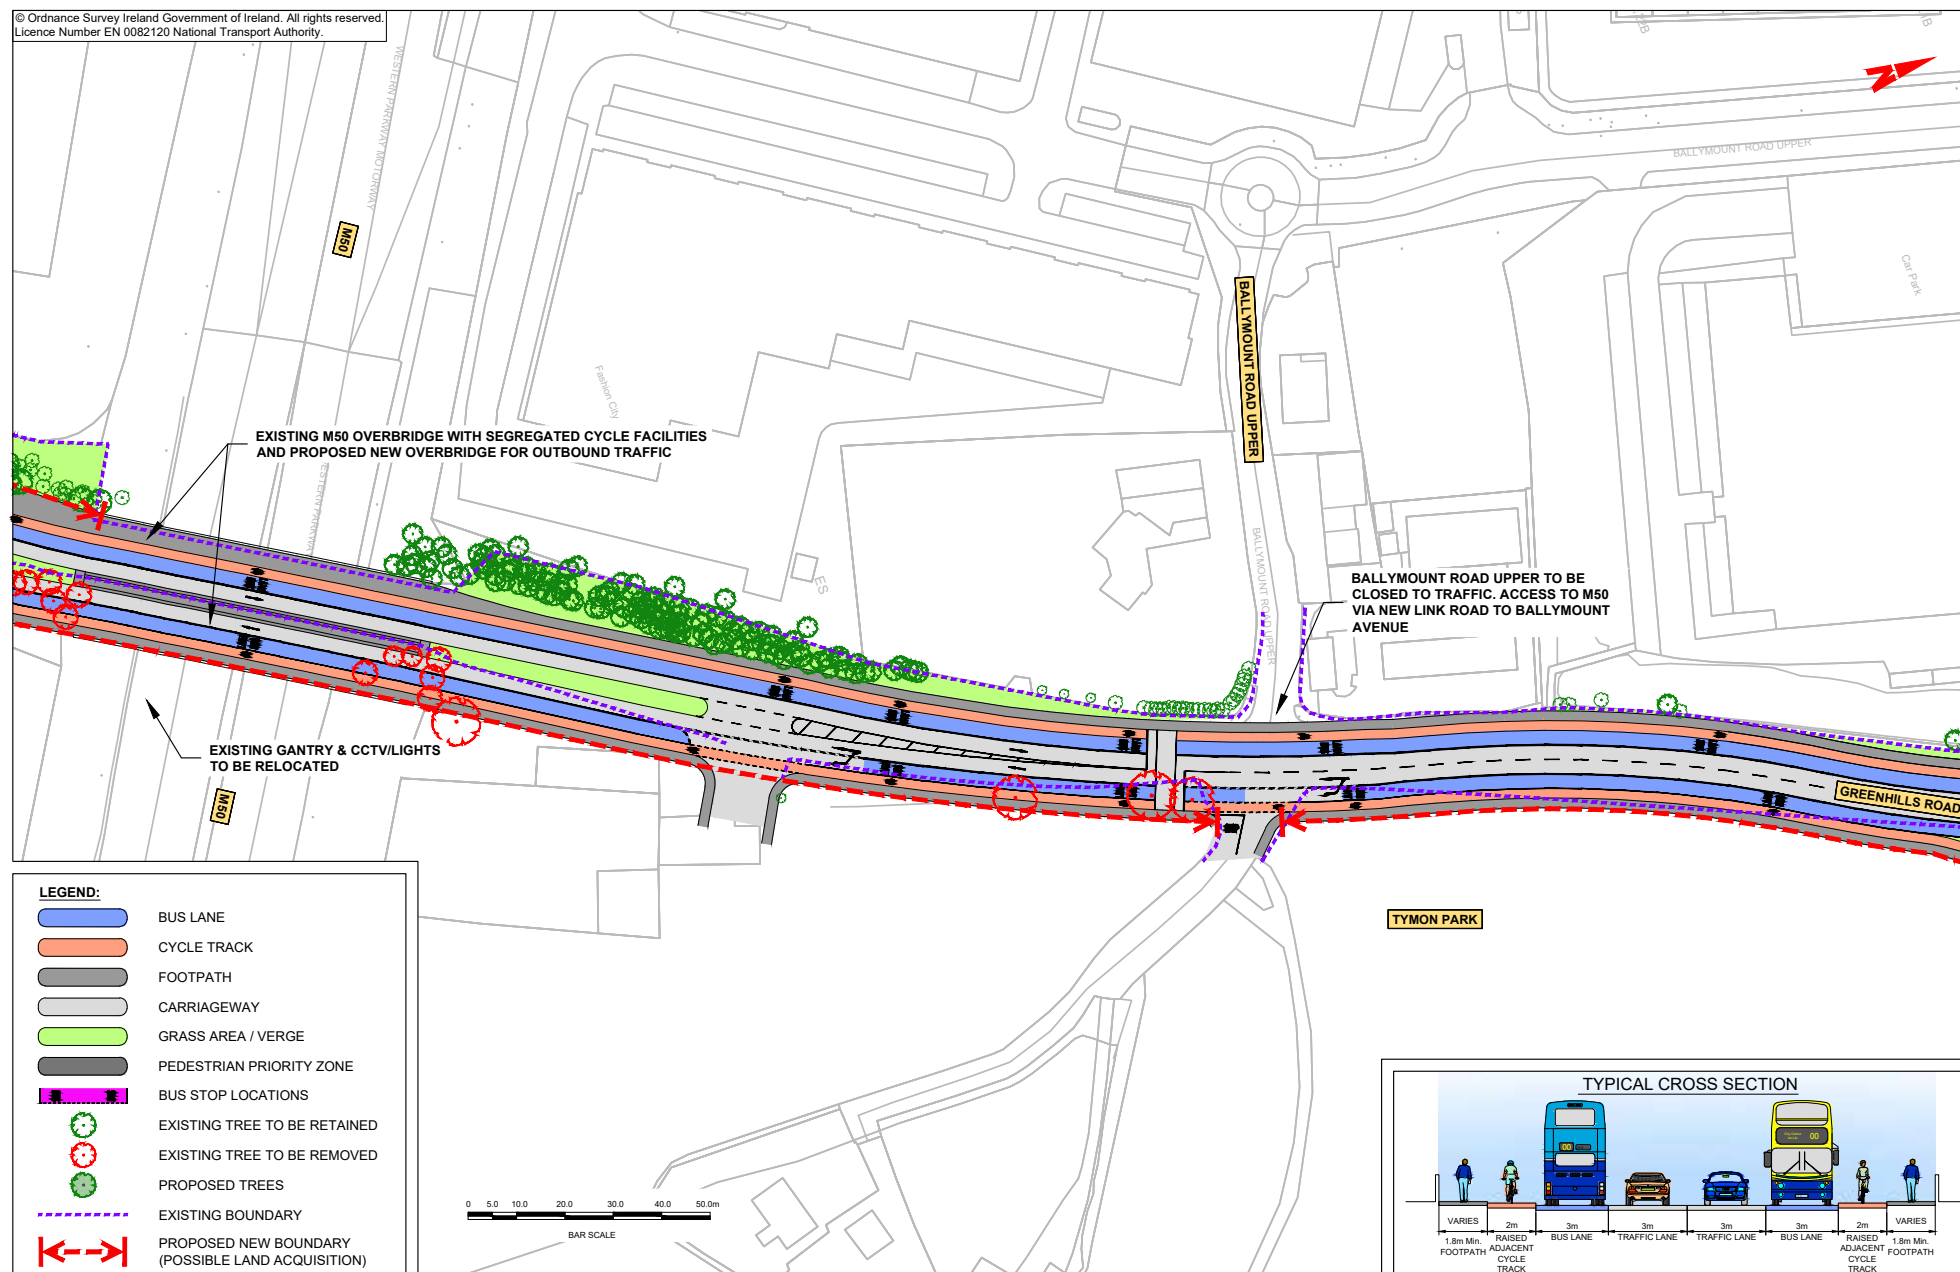 © Ordnance Survey Ireland Government of Ireland. All rights reserved.
Licence Number EN 0082120 National Transport Authority.
WESTERN PARKWAY MOTORWAY
M50
BALLYMOUNT ROAD UPPER
BALLYMOUNT ROAD UPPER
Car Park
Fashion City
EXISTING M50 OVERBRIDGE WITH SEGREGATED CYCLE FACILITIES
AND PROPOSED NEW OVERBRIDGE FOR OUTBOUND TRAFFIC
ES
BALLYMOUNT ROAD UPPER
BALLYMOUNT ROAD UPPER TO BE
CLOSED TO TRAFFIC. ACCESS TO M50
VIA NEW LINK ROAD TO BALLYMOUNT
AVENUE
EXISTING GANTRY & CCTV/LIGHTS
TO BE RELOCATED
M50
GREENHILLS ROAD
TYMON PARK
LEGEND:
BUS LANE
CYCLE TRACK
FOOTPATH
CARRIAGEWAY
GRASS AREA / VERGE
PEDESTRIAN PRIORITY ZONE
BUS STOP LOCATIONS
EXISTING TREE TO BE RETAINED
EXISTING TREE TO BE REMOVED
PROPOSED TREES
EXISTING BOUNDARY
PROPOSED NEW BOUNDARY
(POSSIBLE LAND ACQUISITION)
0 5.0 10.0 20.0 30.0 40.0 50.0m
BAR SCALE
TYPICAL CROSS SECTION
00
00
VARIES 2m 3m 3m 3m 3m 2m VARIES
1.8m Min. FOOTPATH
RAISED ADJACENT CYCLE TRACK
BUS LANE
TRAFFIC LANE
TRAFFIC LANE
BUS LANE
RAISED ADJACENT CYCLE TRACK
1.8m Min. FOOTPATH